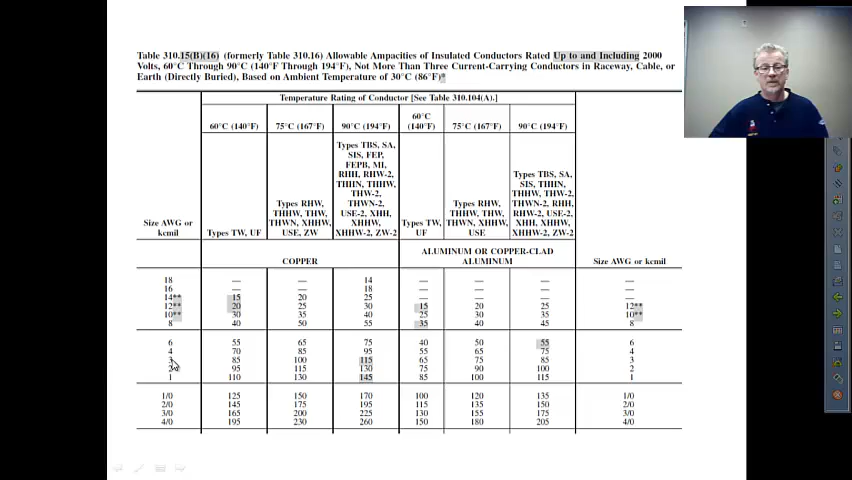 Table 310.15(B)(16) (formerly Table 310.16) Allowable Ampacities of Insulated Conductors Rated Up to and Including 2000
Volts, 60°C Through 90°C (140°F Through 194°F), Not More Than Three Current-Carrying Conductors in Raceway, Cable, or
Earth (Directly Buried), Based on Ambient Temperature of 30°C (86°F)*
Temperature Rating of Conductor [See Table 310.104(A).]
60°C (140°F) 75°C (167°F) 90°C (194°F) 60°C (140°F) 75°C (167°F) 90°C (194°F)
Size AWG or
kcmil
Types TW, UF
Types RHW,
THHW, THW,
THWN, XHHW,
USE, ZW
Types TBS, SA,
SIS, FEP,
FEPB, MI,
RHH, RHW-2,
THHN, THHW,
THW-2,
THWN-2,
USE-2, XHH,
XHHW,
XHHW-2, ZW-2
Types TW,
UF
Types RHW,
THHW, THW,
THWN, XHHW,
USE
Types TBS, SA,
SIS, THHN,
THHW, THW-2,
THWN-2, RHH,
RHW-2, USE-2,
XHH, XHHW,
XHHW-2, ZW-2
COPPER
ALUMINUM OR COPPER-CLAD
ALUMINUM
Size AWG or kcmil
18 — — 14 — — — —
16 — — 18 — — — —
14** 15 20 25 — — — —
12** 20 25 30 15 20 25 12**
10** 30 35 40 25 30 35 10**
8 40 50 55 35 40 45 8
6 55 65 75 40 50 55 6
4 70 85 95 55 65 75 4
3 85 100 115 65 75 85 3
2 95 115 130 75 90 100 2
1 110 130 145 85 100 115 1
1/0 125 150 170 100 120 135 1/0
2/0 145 175 195 115 135 150 2/0
3/0 165 200 225 130 155 175 3/0
4/0 195 230 260 150 180 205 4/0